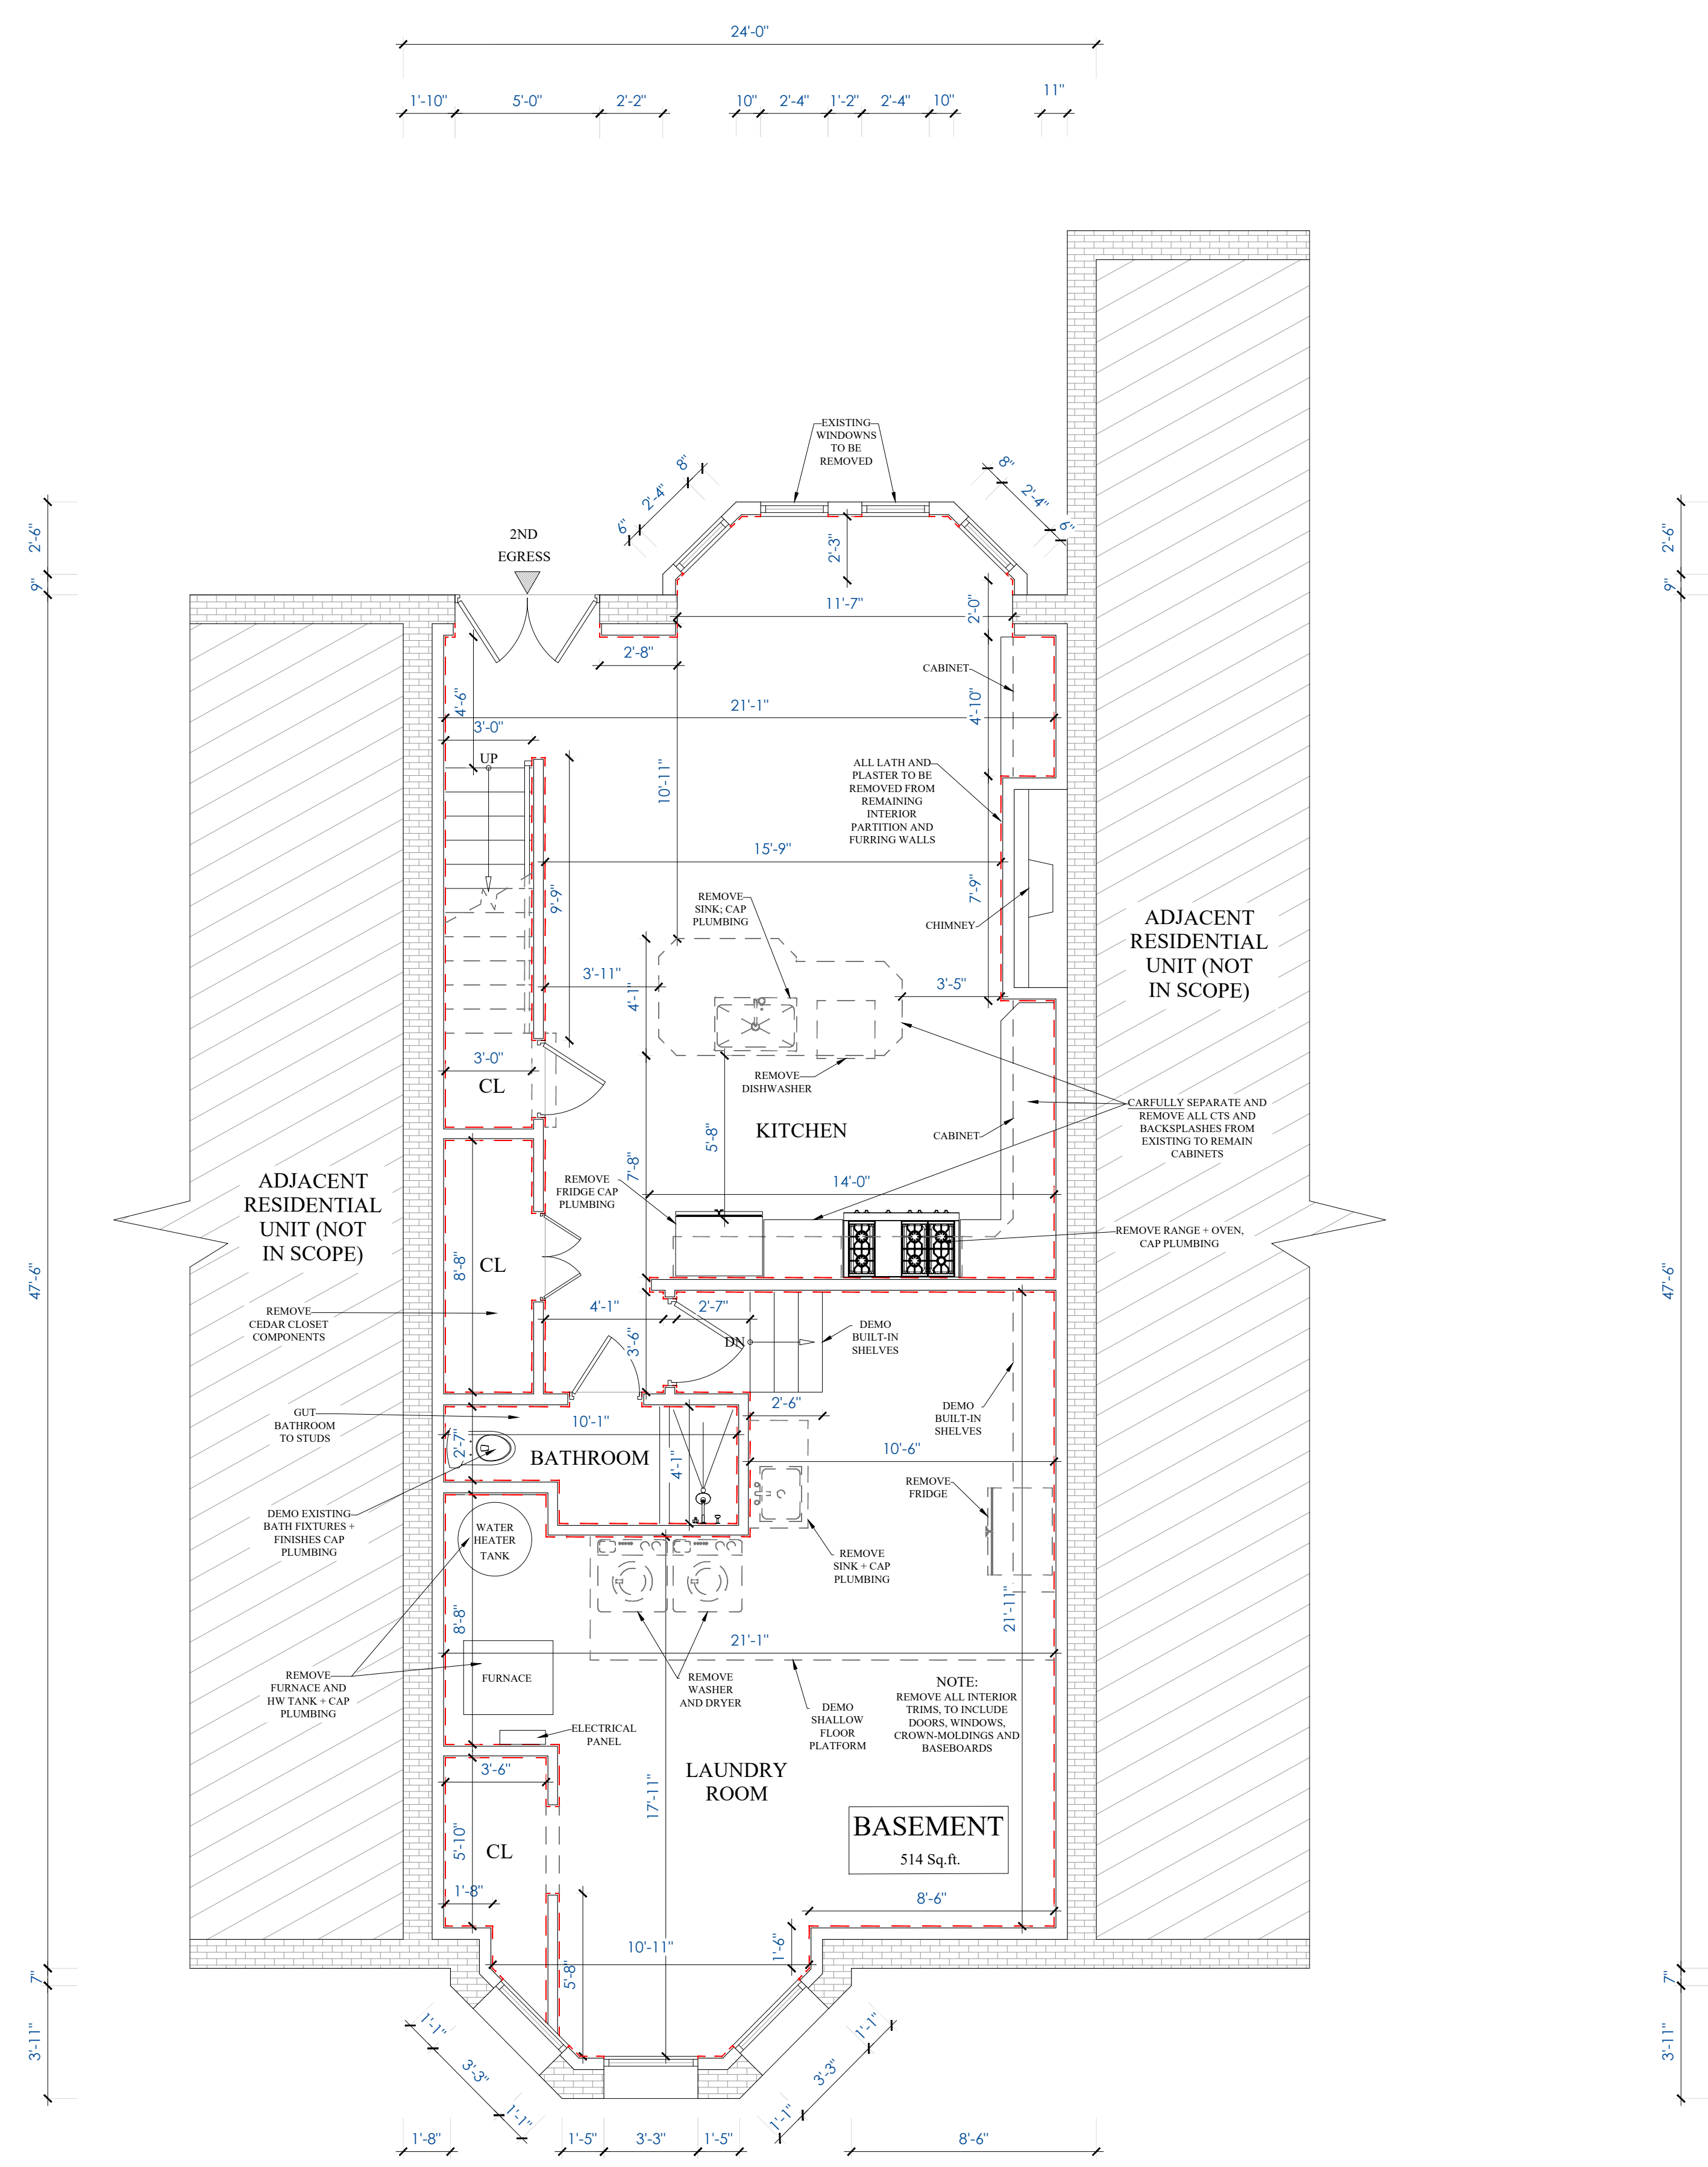 24'-0"
1'-10"
5'-0"
2'-2"
10"
2'-4"
1'-2"
2'-4"
10"
11"
EXISTING
WINDOWNS
TO BE
REMOVED
8"
2'-4"
6"
8"
2'-4"
6"
2'-6"
9"
2'-6"
9"
2ND
EGRESS
2'-3"
11'-7"
2'-0"
2'-8"
CABINET
4'-6"
21'-1"
4'-10"
3'-0"
UP
10'-11"
ALL LATH AND
PLASTER TO BE
REMOVED FROM
REMAINING
INTERIOR
PARTITION AND
FURRING WALLS
15'-9"
9'-9"
7'-9"
REMOVE
SINK; CAP
PLUMBING
CHIMNEY
ADJACENT
RESIDENTIAL
UNIT (NOT
IN SCOPE)
3'-11"
4'-1"
3'-5"
3'-0"
CL
REMOVE
DISHWASHER
CARFULLY SEPARATE AND
REMOVE ALL CTS AND
BACKSPLASHES FROM
EXISTING TO REMAIN
CABINETS
KITCHEN
CABINET
5'-8"
7'-8"
ADJACENT
RESIDENTIAL
UNIT (NOT
IN SCOPE)
REMOVE
FRIDGE CAP
PLUMBING
14'-0"
REMOVE RANGE + OVEN,
CAP PLUMBING
CL
8'-8"
47'-6"
47'-6"
REMOVE
CEDAR CLOSET
COMPONENTS
4'-1"
2'-7"
3'-6"
DN
DEMO
BUILT-IN
SHELVES
GUT
BATHROOM
TO STUDS
10'-1"
2'-6"
DEMO
BUILT-IN
SHELVES
2'-7"
BATHROOM
4'-1"
10'-6"
REMOVE
FRIDGE
DEMO EXISTING
BATH FIXTURES +
FINISHES CAP
PLUMBING
WATER
HEATER
TANK
REMOVE
SINK + CAP
PLUMBING
8'-8"
21'-11"
21'-1"
REMOVE
FURNACE AND
HW TANK + CAP
PLUMBING
FURNACE
REMOVE
WASHER
AND DRYER
NOTE:
REMOVE ALL INTERIOR
TRIMS, TO INCLUDE
DOORS, WINDOWS,
CROWN-MOLDINGS AND
BASEBOARDS
DEMO
SHALLOW
FLOOR
PLATFORM
ELECTRICAL
PANEL
3'-6"
17'-11"
LAUNDRY
ROOM
BASEMENT
514 Sq.ft.
5'-10"
CL
1'-8"
8'-6"
10'-11"
1'-6"
5'-8"
7"
3'-11"
7"
3'-11"
1'-1"
3'-3"
1'-1"
1'-1"
3'-3"
1'-1"
1'-8"
1'-5"
3'-3"
1'-5"
8'-6"